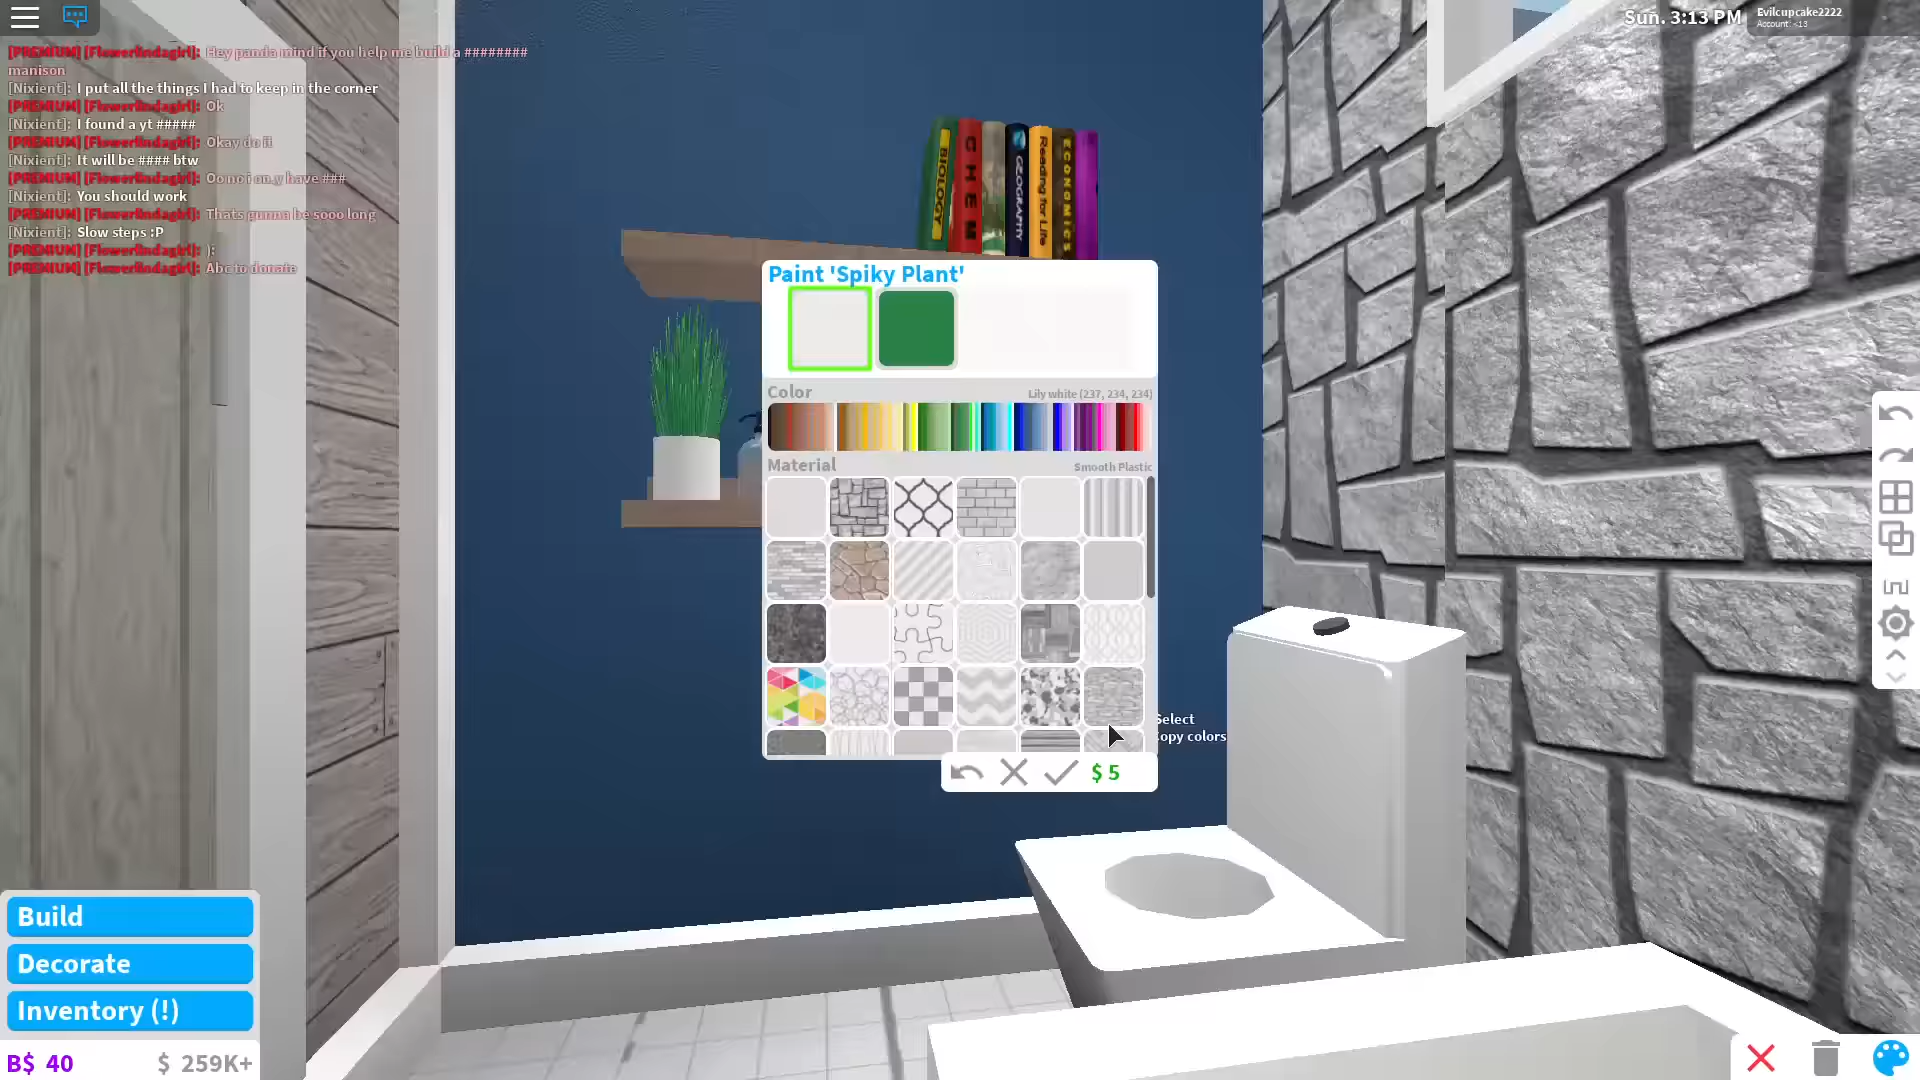 Sun. 3:13 PM
Evilcupcake2222
Account: <13
[PREMIUM] [Flowerlindagirl]: Hey panda mind if you help me build a ########
manison
[Nixient]: I put all the things I had to keep in the corner
[PREMIUM] [Flowerlindagirl]: Ok
[Nixient]: I found a yt #####
[PREMIUM] [Flowerlindagirl]: Okay do it
[Nixient]: It will be #### btw
[PREMIUM] [Flowerlindagirl]: Oo no i on,y have ###
[Nixient]: You should work
[PREMIUM] [Flowerlindagirl]: Thats gunna be sooo long
[Nixient]: Slow steps :P
[PREMIUM] [Flowerlindagirl]: ):
[PREMIUM] [Flowerlindagirl]: Abc to donate
BIOLOGY
CHEM
GEOGRAPHY
Reading for Life
ECONOMICS
Paint 'Spiky Plant'
Color
Lily white (237, 234, 234)
Material
Smooth Plastic
Select
Copy colors
$ 5
Build
Decorate
Inventory (!)
B$ 40
$ 259K+